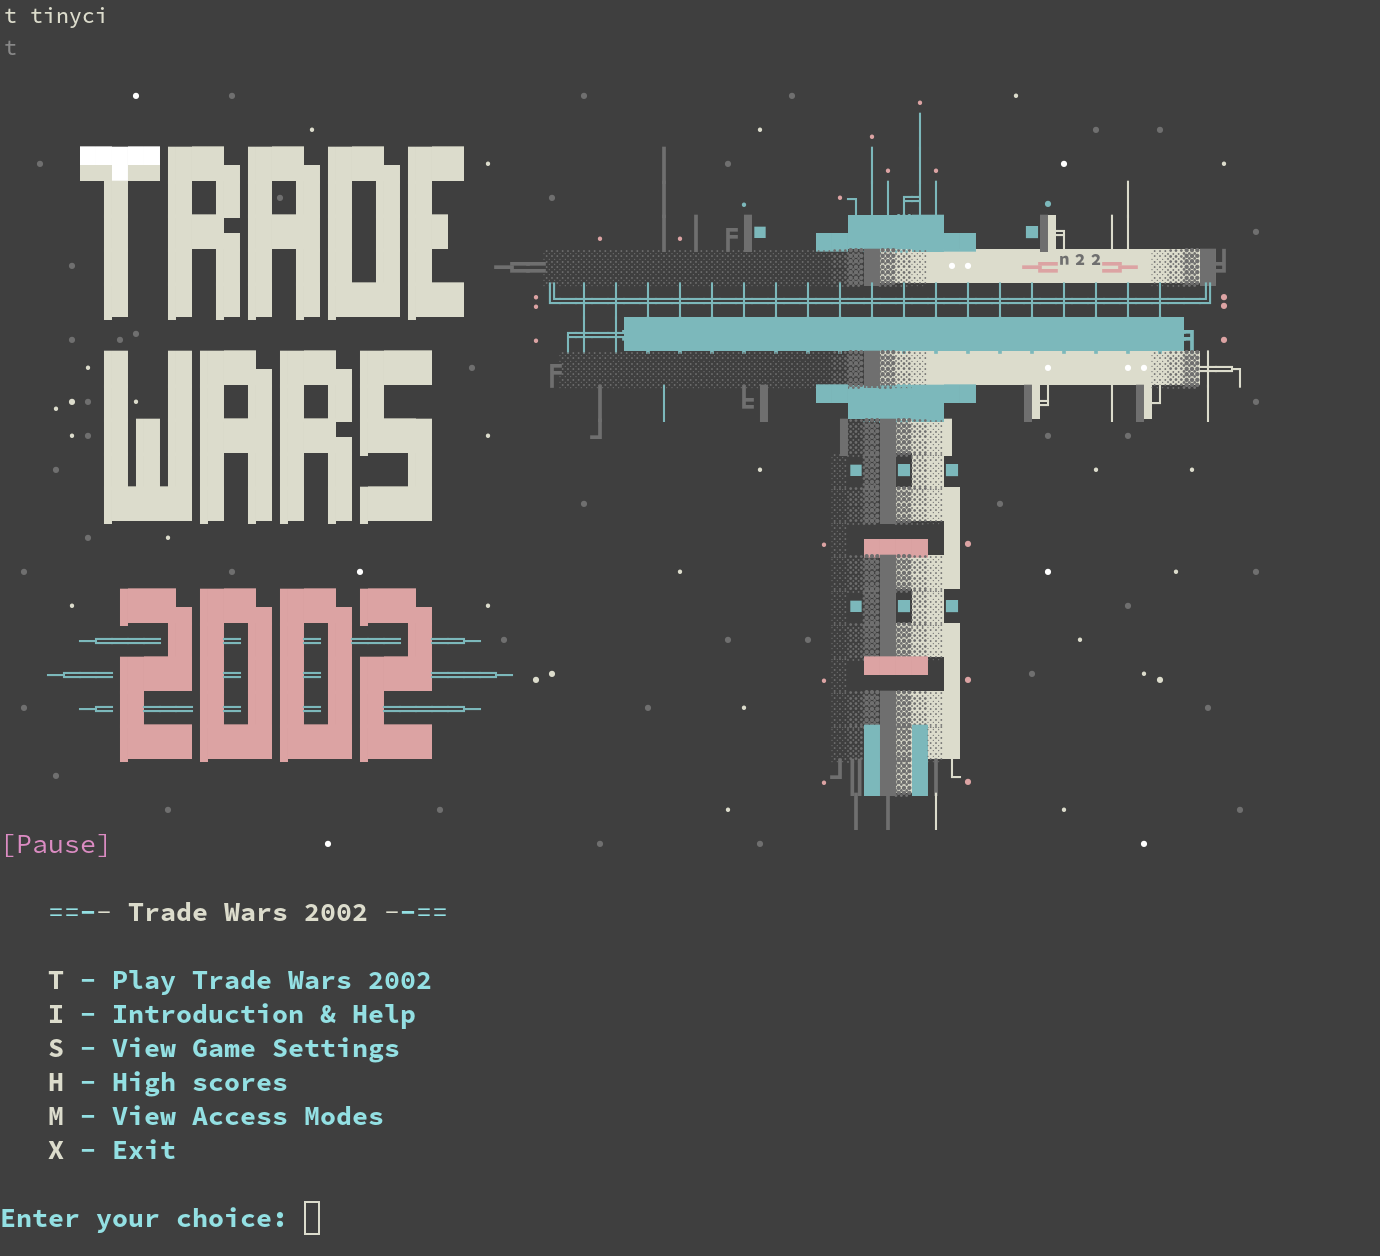 t tinyci
t
TRADE
n 2 2
WARS
2002
[Pause]
==-- Trade Wars 2002 --==
T - Play Trade Wars 2002
I - Introduction & Help
S - View Game Settings
H - High scores
M - View Access Modes
X - Exit
Enter your choice: